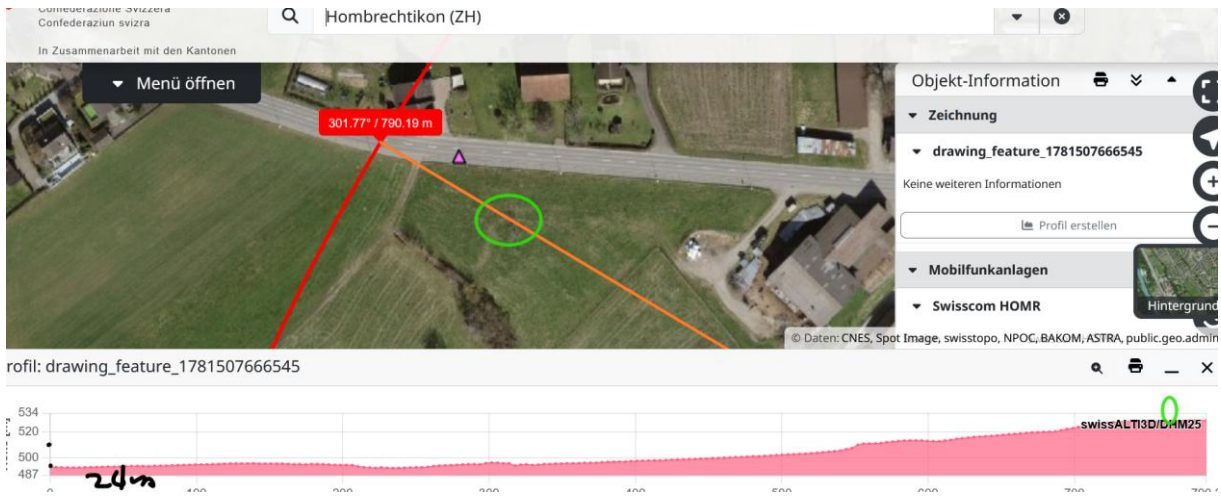 Confederazione Svizzera
Confederaziun svizra
In Zusammenarbeit mit den Kantonen
Hombrechtikon (ZH)
Menü öffnen
301.77° / 790.19 m
Objekt-Information
Zeichnung
drawing_feature_1781507666545
Keine weiteren Informationen
Profil erstellen
Mobilfunkanlagen
Swisscom HOMR
Hintergrund
© Daten: CNES, Spot Image, swisstopo, NPOC, BAKOM, ASTRA, public.geo.admin
rofil: drawing_feature_1781507666545
534
520
500
487
swissALTI3D/DHM25
24m
0 100 200 300 400 500 600 700